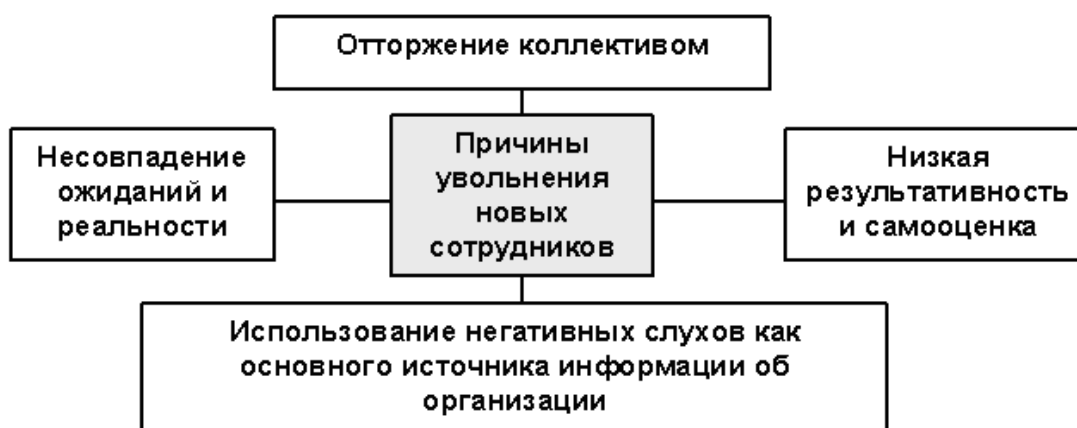 Отторжение коллективом
Несовпадение
ожиданий и
реальности
Причины
увольнения
новых
сотрудников
Низкая
результативность
и самооценка
Использование негативных слухов как
основного источника информации об
организации